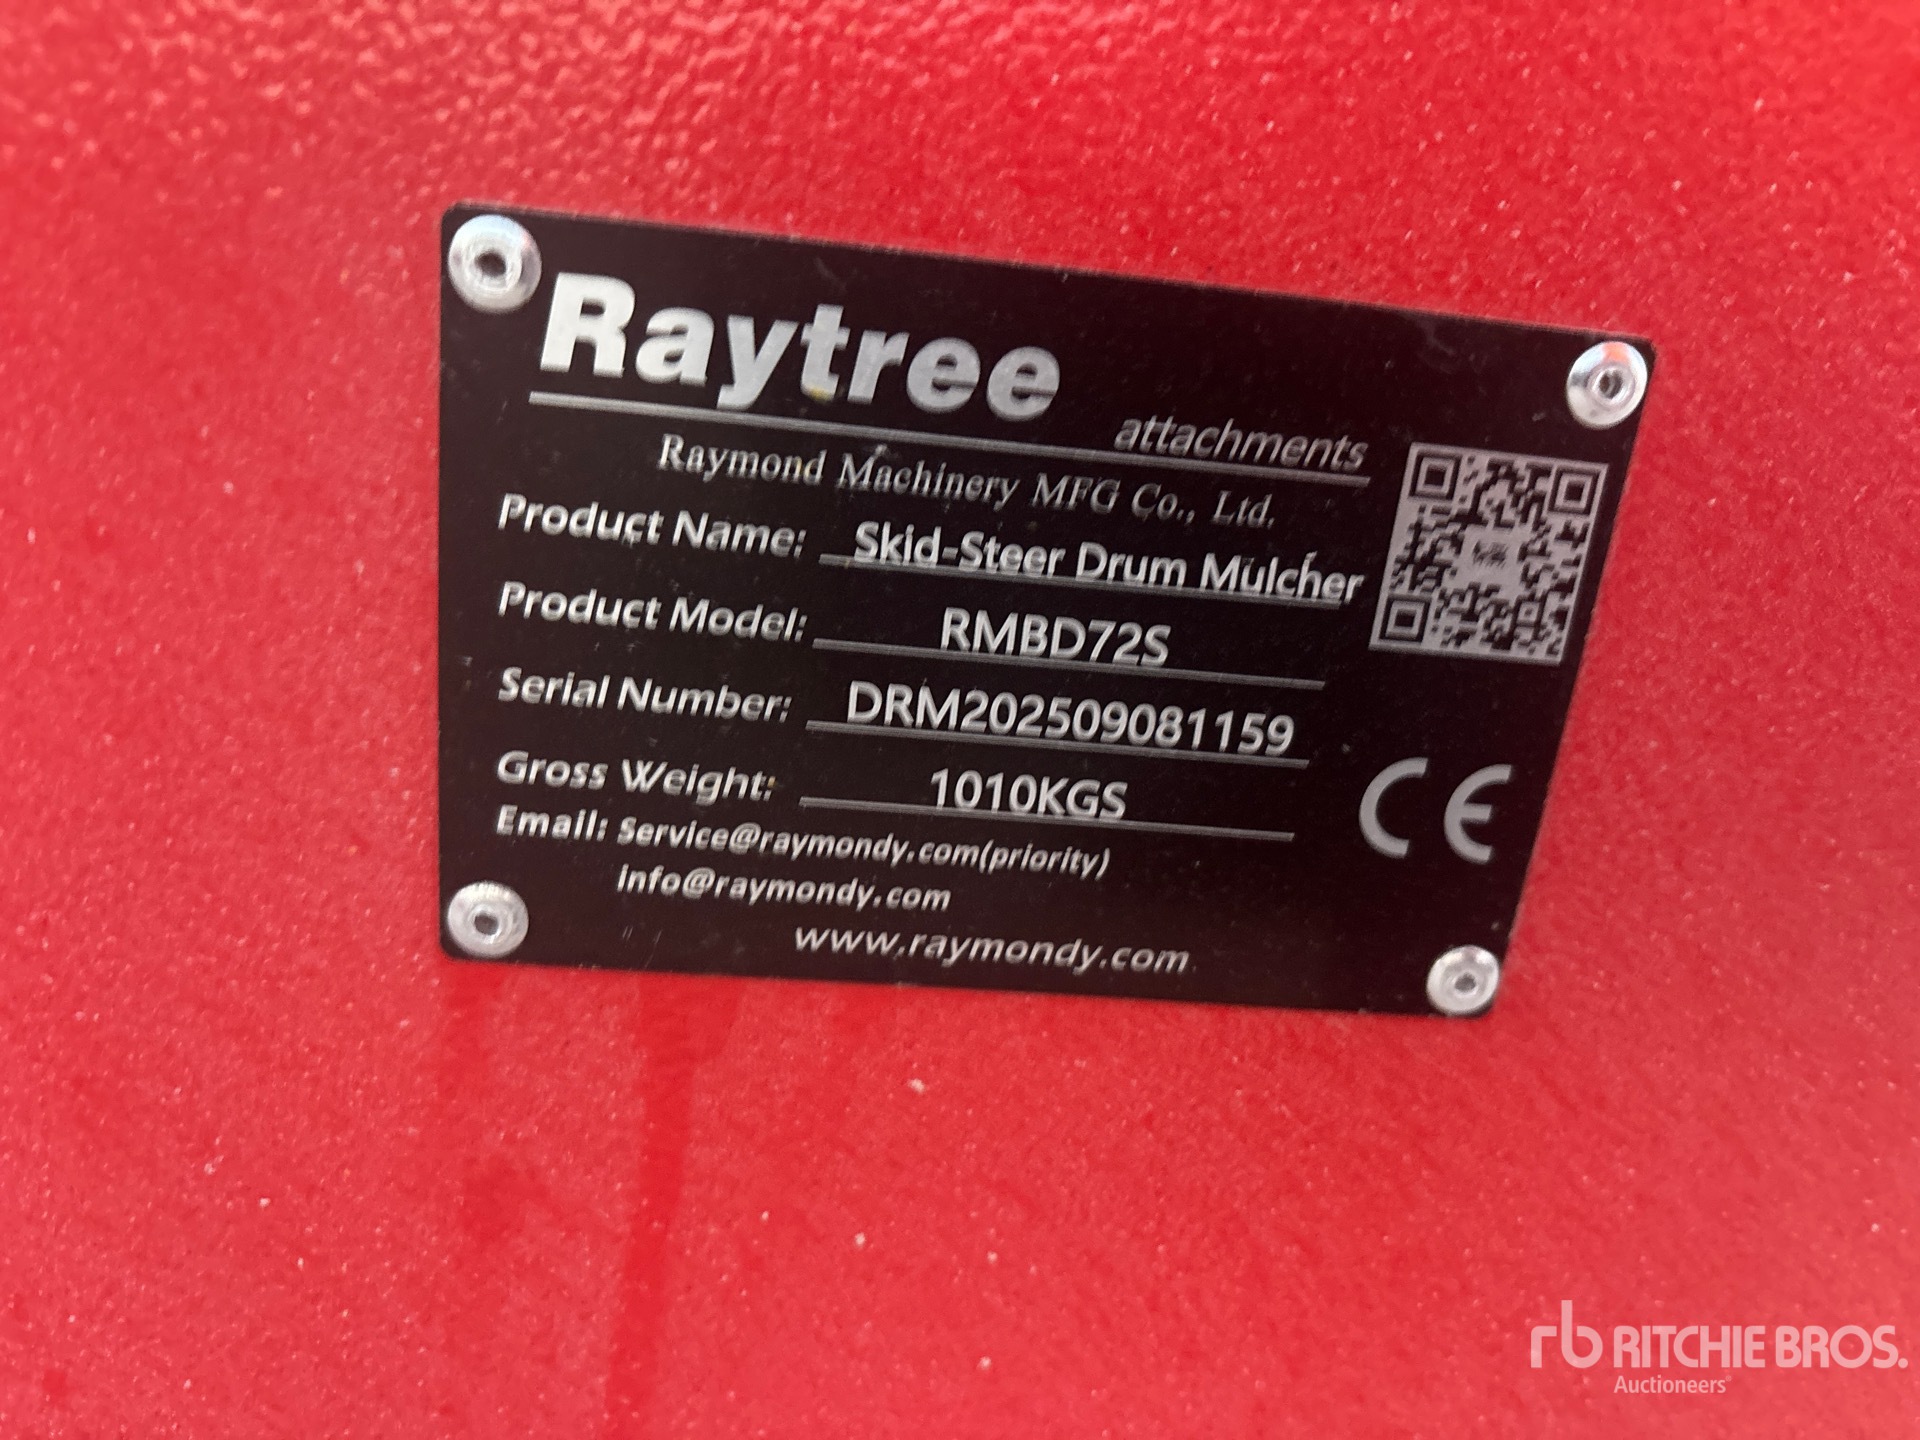 Raytree
attachments
Raymond Machinery MFG Co., Ltd.
Product Name: Skid-Steer Drum Mulcher
Product Model: RMBD72S
Serial Number: DRM202509081159
Gross Weight: 1010KGS
Email: Service@raymondy.com(priority)
info@raymondy.com
www.raymondy.com
CE
rb RITCHIE BROS.
Auctioneers